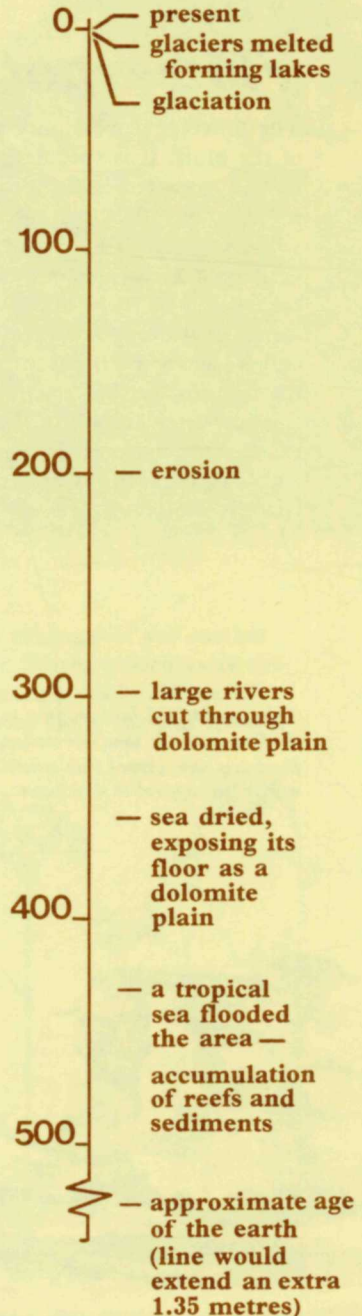 0 — present
glaciers melted
forming lakes
glaciation
100
200 — erosion
300 — large rivers
cut through
dolomite plain
— sea dried,
exposing its
floor as a
dolomite
plain
400
— a tropical
sea flooded
the area —
accumulation
of reefs and
sediments
500
— approximate age
of the earth
(line would
extend an extra
1.35 metres)